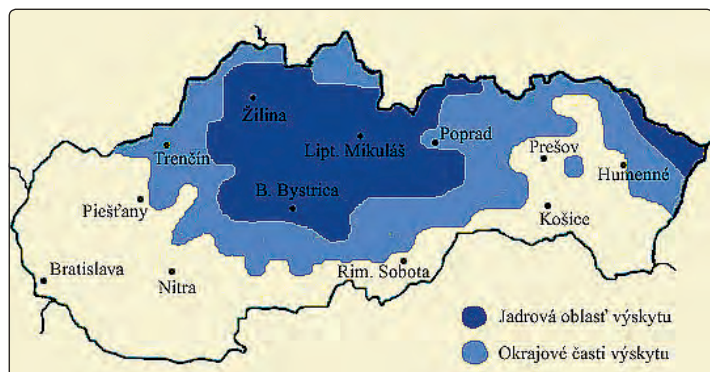 Žilina
Lipt. Mikuláš
Poprad
Trenčín
Prešov
Humenné
B. Bystrica
Piešťany
Košice
Rim. Sobota
Bratislava
Nitra
Jadrová oblasť výskytu
Okrajové časti výskytu